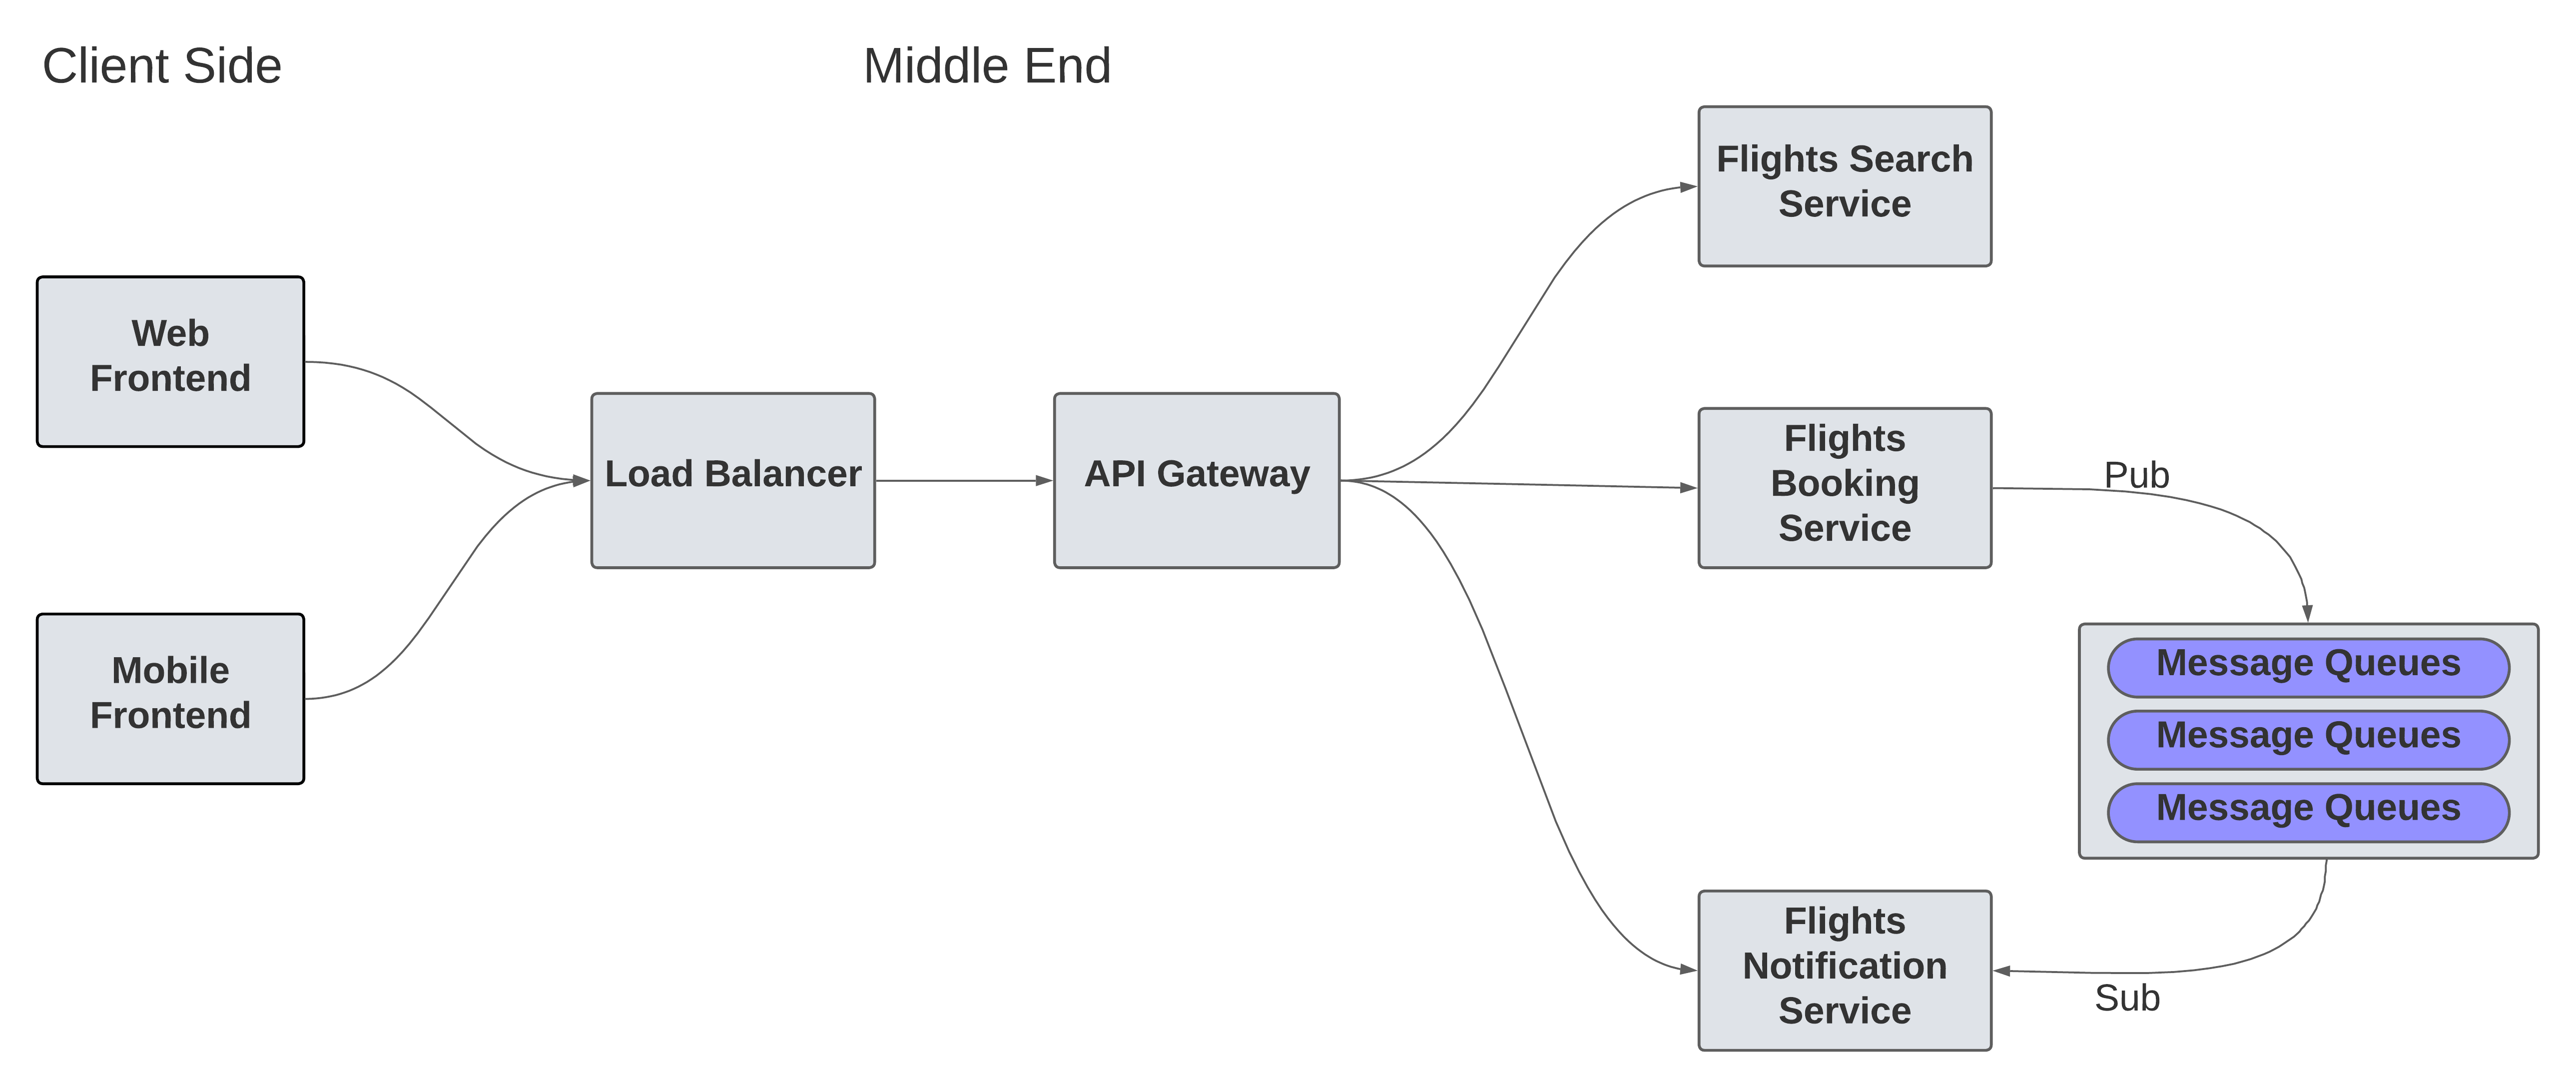 Client Side
Middle End
Web
Frontend
Mobile
Frontend
Load Balancer
API Gateway
Flights Search
Service
Flights
Booking
Service
Pub
Message Queues
Message Queues
Message Queues
Flights
Notification
Service
Sub